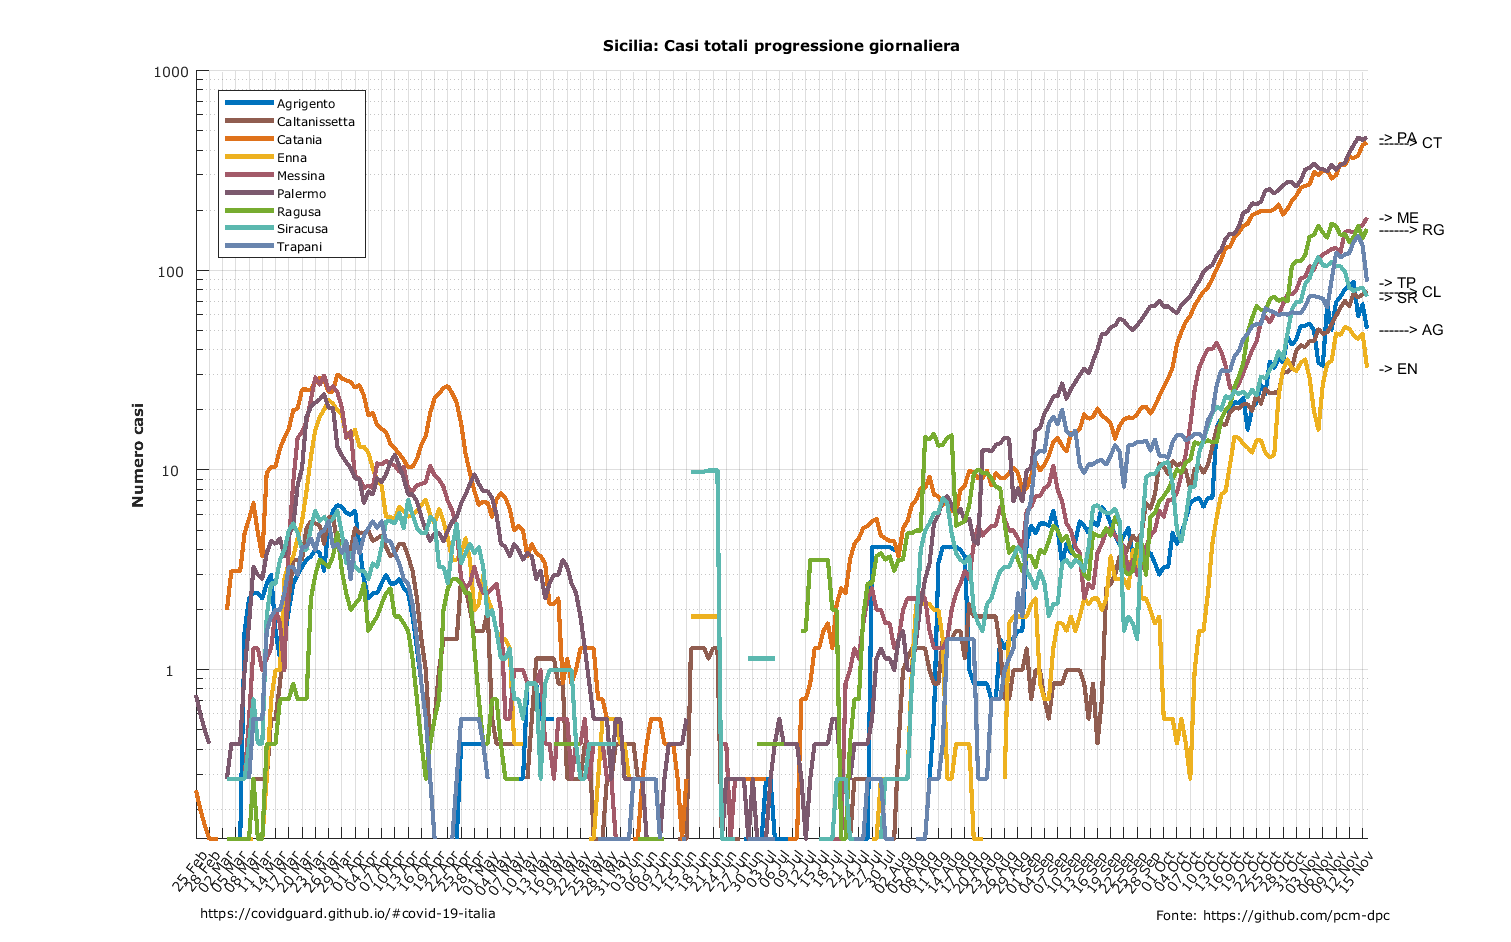 Sicilia: Casi totali progressione giornaliera
Numero casi
1000
100
10
1
Agrigento
Caltanissetta
Catania
Enna
Messina
Palermo
Ragusa
Siracusa
Trapani
-> PA
------> CT
-> ME
------> RG
-> TP
------> CL
-> SR
------> AG
-> EN
25 Feb
28 Feb
02 Mar
05 Mar
08 Mar
11 Mar
14 Mar
17 Mar
20 Mar
23 Mar
26 Mar
29 Mar
01 Apr
04 Apr
07 Apr
10 Apr
13 Apr
16 Apr
19 Apr
22 Apr
25 Apr
28 Apr
01 May
04 May
07 May
10 May
13 May
16 May
19 May
22 May
25 May
28 May
31 May
03 Jun
06 Jun
09 Jun
12 Jun
15 Jun
18 Jun
21 Jun
24 Jun
27 Jun
30 Jun
03 Jul
06 Jul
09 Jul
12 Jul
15 Jul
18 Jul
21 Jul
24 Jul
27 Jul
30 Jul
02 Aug
05 Aug
08 Aug
11 Aug
14 Aug
17 Aug
20 Aug
23 Aug
26 Aug
29 Aug
01 Sep
04 Sep
07 Sep
10 Sep
13 Sep
16 Sep
19 Sep
22 Sep
25 Sep
28 Sep
01 Oct
04 Oct
07 Oct
10 Oct
13 Oct
16 Oct
19 Oct
22 Oct
25 Oct
28 Oct
31 Oct
03 Nov
06 Nov
09 Nov
12 Nov
15 Nov
https://covidguard.github.io/#covid-19-italia
Fonte: https://github.com/pcm-dpc